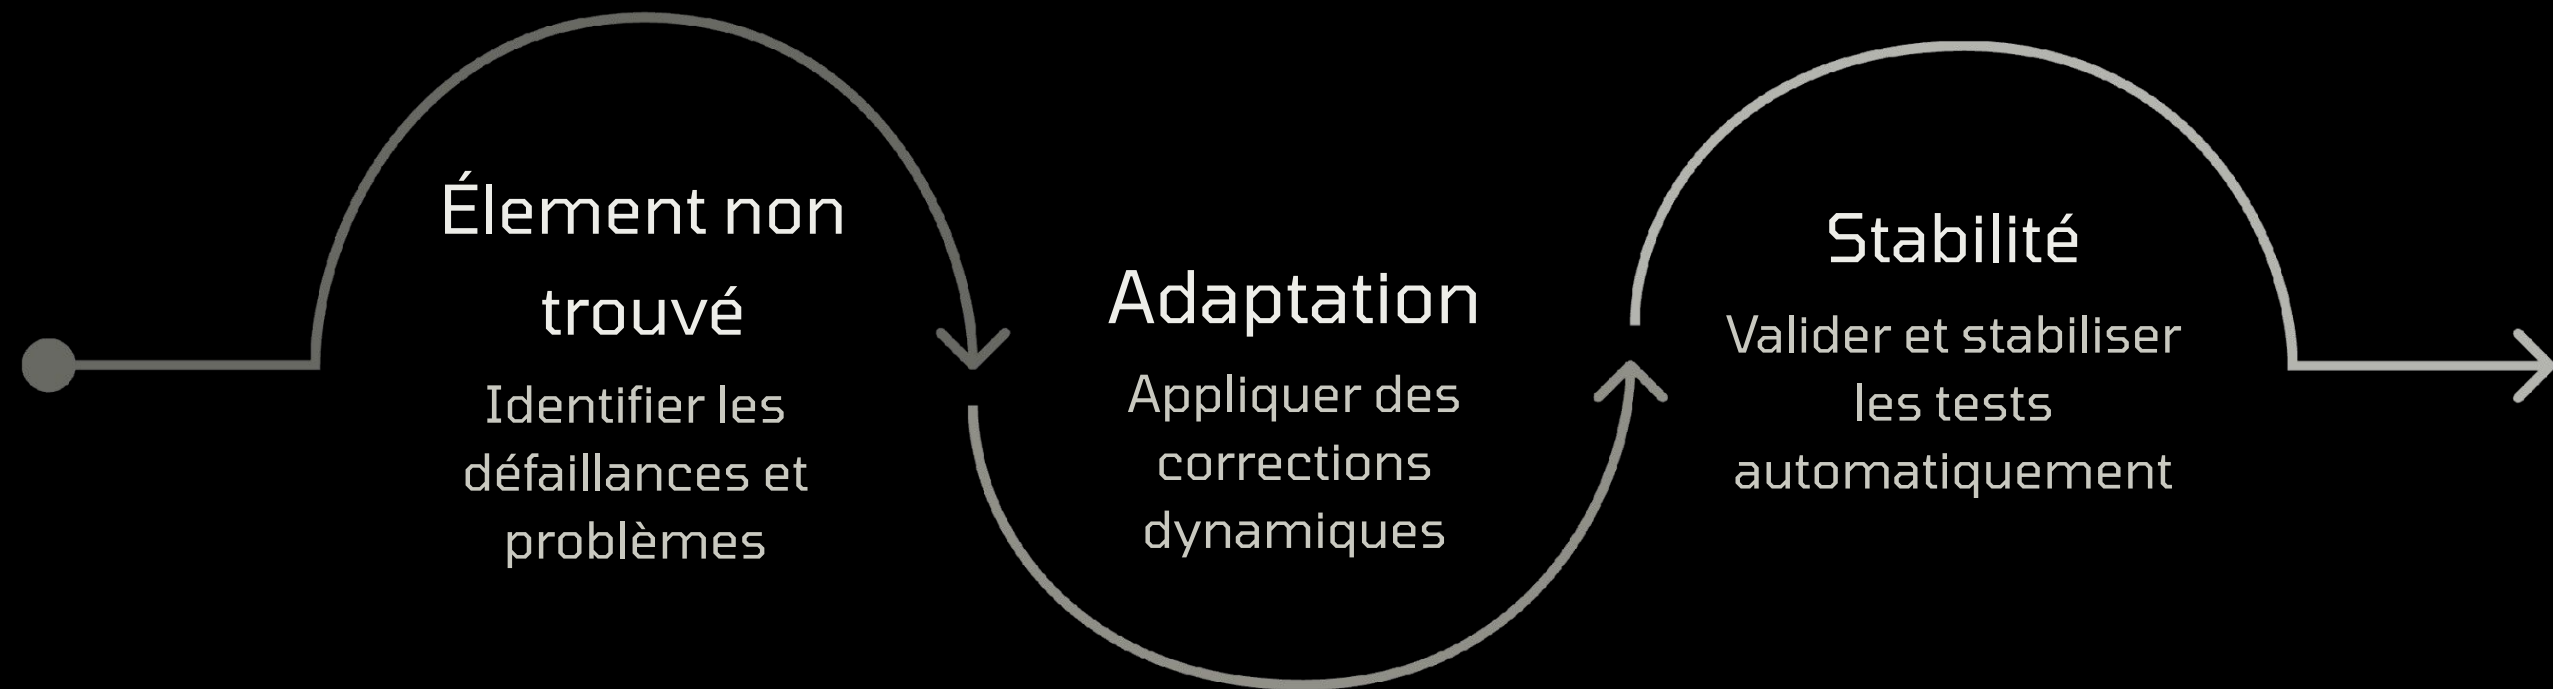 Élement non
trouvé
Identifier les
défaillances et
problèmes
Adaptation
Appliquer des
corrections
dynamiques
Stabilité
Valider et stabiliser
les tests
automatiquement